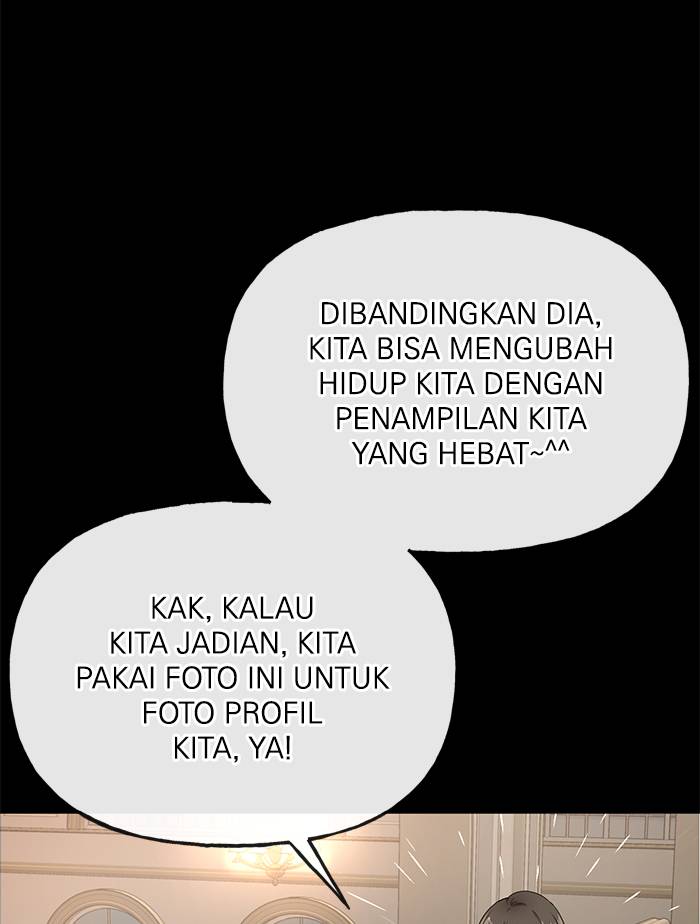 DIBANDINGKAN DIA,
KITA BISA MENGUBAH
HIDUP KITA DENGAN
PENAMPILAN KITA
YANG HEBAT~^^
KAK, KALAU
KITA JADIAN, KITA
PAKAI FOTO INI UNTUK
FOTO PROFIL
KITA, YA!